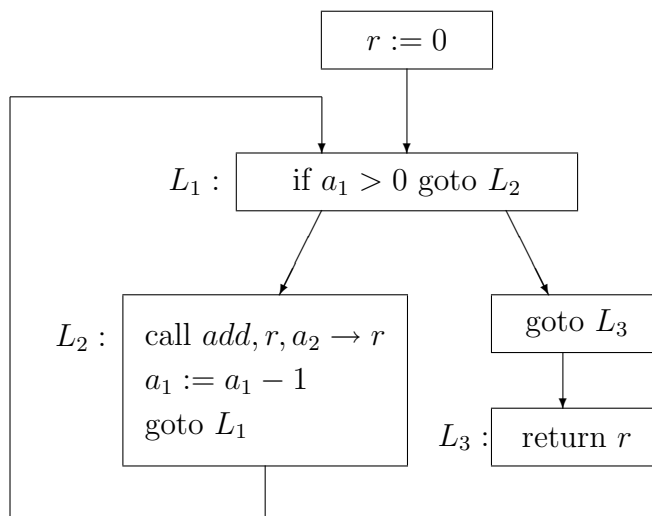 r := 0
L₁ : if a₁ > 0 goto L₂
L₂ : call add, r, a₂ → r
a₁ := a₁ − 1
goto L₁
goto L₃
L₃ : return r